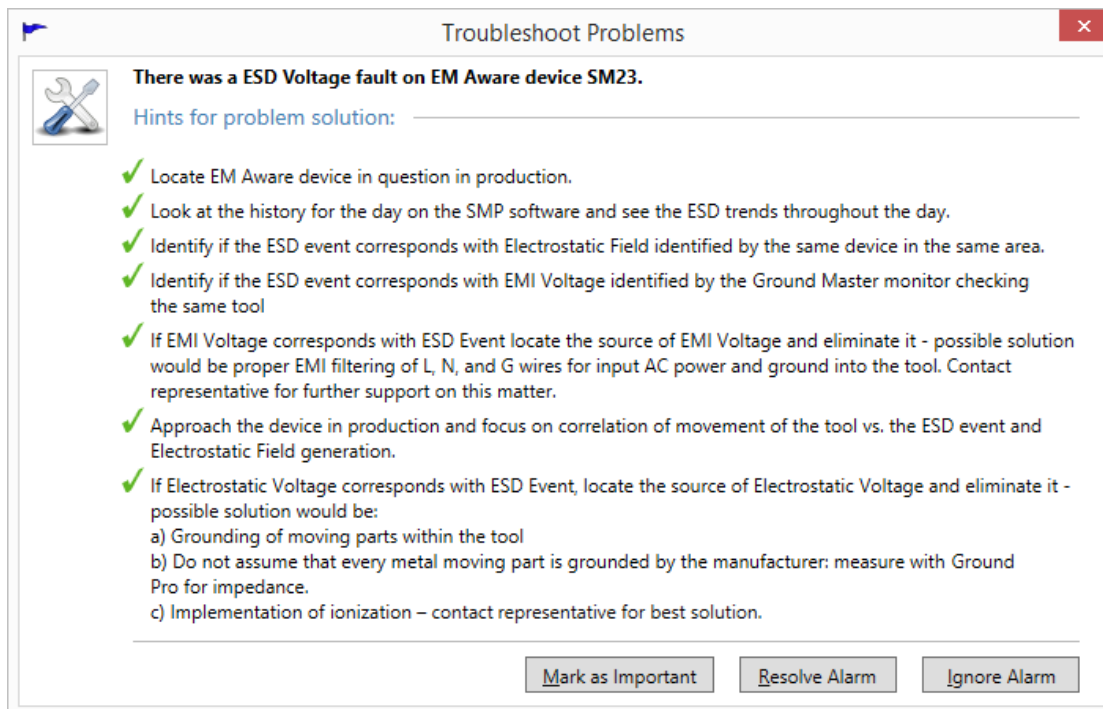 Troubleshoot Problems
There was a ESD Voltage fault on EM Aware device SM23.
Hints for problem solution:
Locate EM Aware device in question in production.
Look at the history for the day on the SMP software and see the ESD trends throughout the day.
Identify if the ESD event corresponds with Electrostatic Field identified by the same device in the same area.
Identify if the ESD event corresponds with EMI Voltage identified by the Ground Master monitor checking
the same tool
If EMI Voltage corresponds with ESD Event locate the source of EMI Voltage and eliminate it - possible solution
would be proper EMI filtering of L, N, and G wires for input AC power and ground into the tool. Contact
representative for further support on this matter.
Approach the device in production and focus on correlation of movement of the tool vs. the ESD event and
Electrostatic Field generation.
If Electrostatic Voltage corresponds with ESD Event, locate the source of Electrostatic Voltage and eliminate it -
possible solution would be:
a) Grounding of moving parts within the tool
b) Do not assume that every metal moving part is grounded by the manufacturer: measure with Ground
Pro for impedance.
c) Implementation of ionization – contact representative for best solution.
Mark as Important
Resolve Alarm
Ignore Alarm